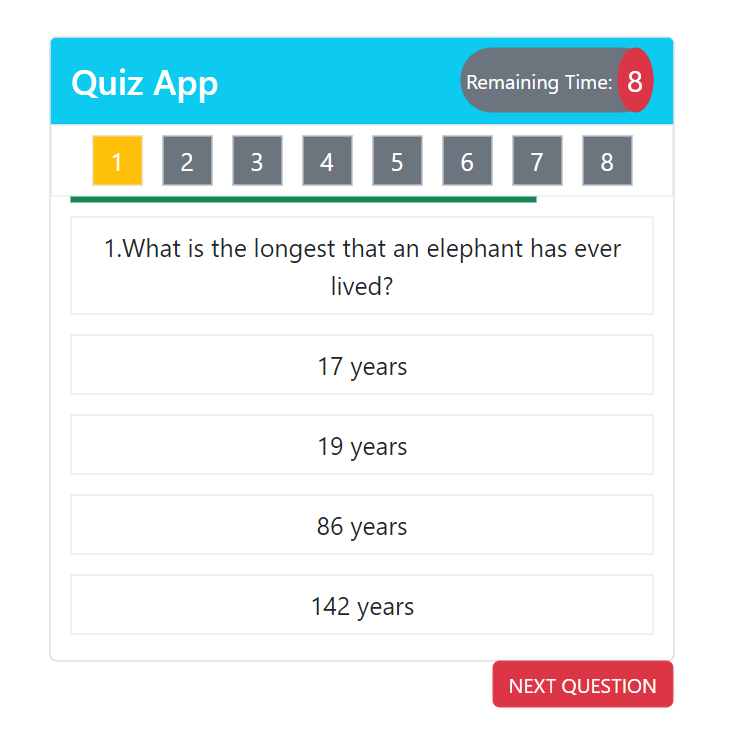 Quiz App
Remaining Time: 8
1 2 3 4 5 6 7 8
1.What is the longest that an elephant has ever
lived?
17 years
19 years
86 years
142 years
NEXT QUESTION